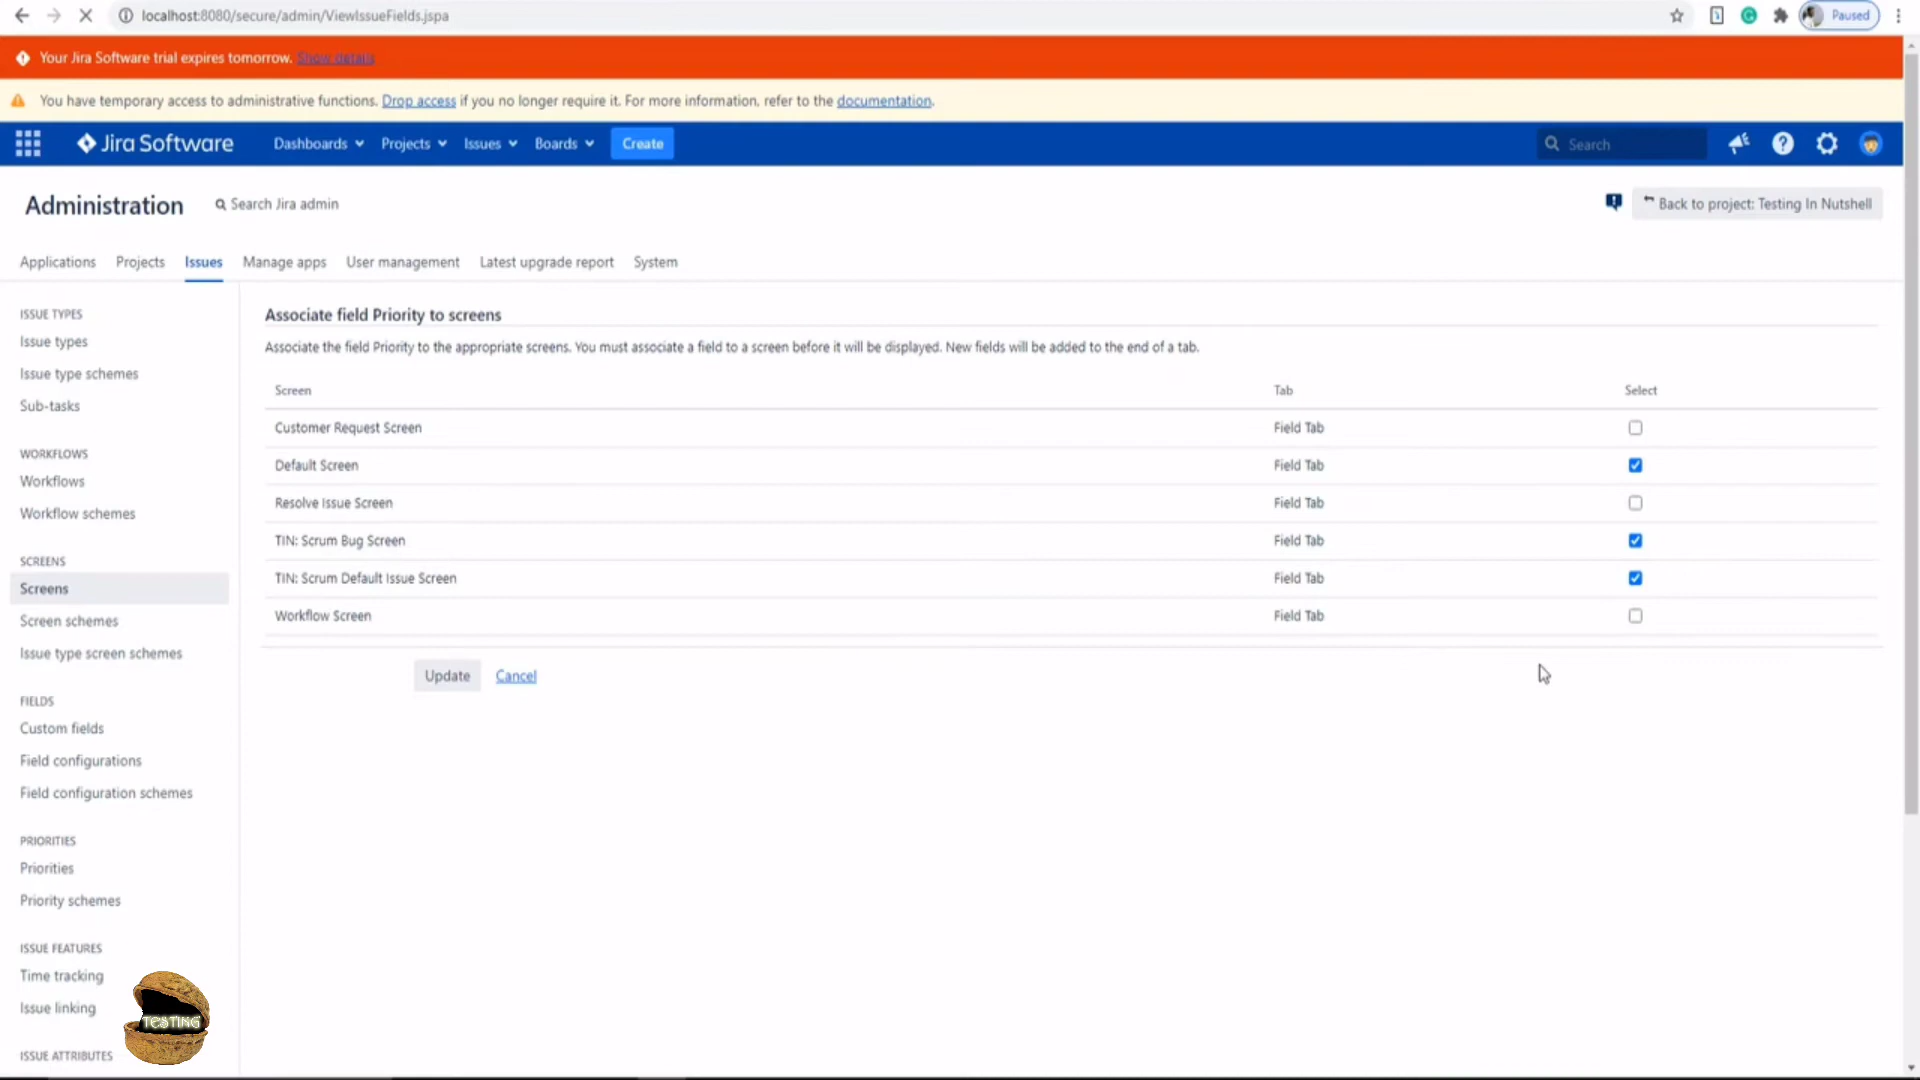 localhost:8080/secure/admin/ViewIssueFields.jspa
Paused
Your Jira Software trial expires tomorrow. Show details
You have temporary access to administrative functions. Drop access if you no longer require it. For more information, refer to the documentation.
Jira Software Dashboards Projects Issues Boards Create Search
Administration Search Jira admin Back to project: Testing In Nutshell
Applications Projects Issues Manage apps User management Latest upgrade report System
ISSUE TYPES
Issue types
Issue type schemes
Sub-tasks
WORKFLOWS
Workflows
Workflow schemes
SCREENS
Screens
Screen schemes
Issue type screen schemes
FIELDS
Custom fields
Field configurations
Field configuration schemes
PRIORITIES
Priorities
Priority schemes
ISSUE FEATURES
Time tracking
Issue linking
ISSUE ATTRIBUTES
Associate field Priority to screens
Associate the field Priority to the appropriate screens. You must associate a field to a screen before it will be displayed. New fields will be added to the end of a tab.
Screen Tab Select
Customer Request Screen Field Tab
Default Screen Field Tab
Resolve Issue Screen Field Tab
TIN: Scrum Bug Screen Field Tab
TIN: Scrum Default Issue Screen Field Tab
Workflow Screen Field Tab
Update Cancel
TESTING